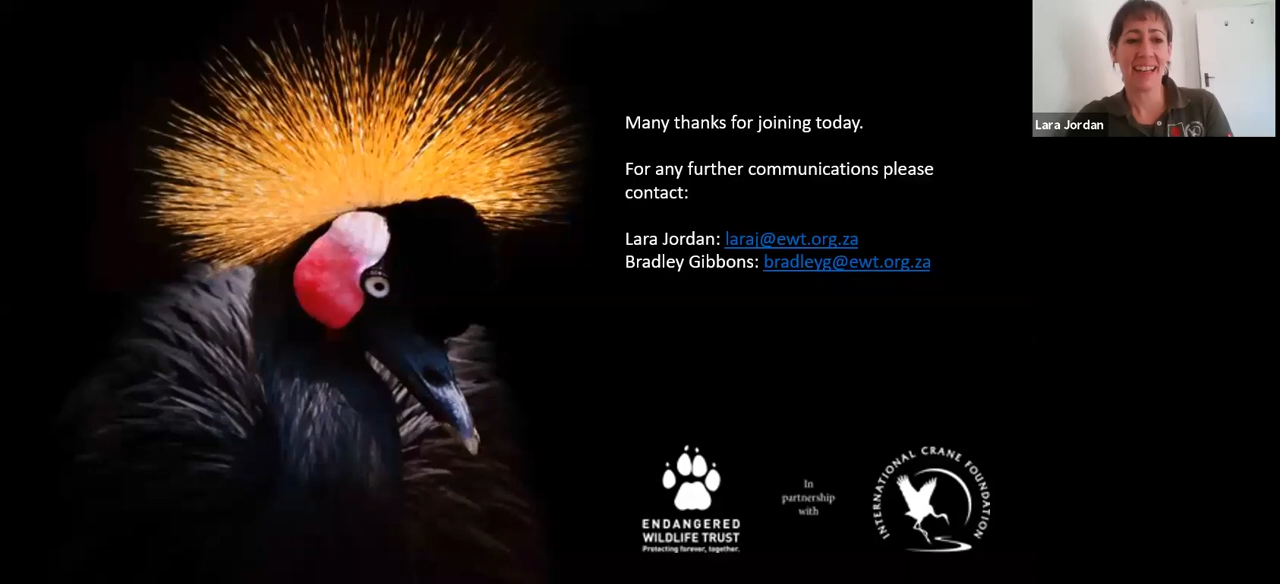 Many thanks for joining today.
For any further communications please
contact:
Lara Jordan: laraj@ewt.org.za
Bradley Gibbons: bradleyg@ewt.org.za
Lara Jordan
ENDANGERED
WILDLIFE TRUST
Protecting forever, together.
In
partnership
with
INTERNATIONAL CRANE FOUNDATION